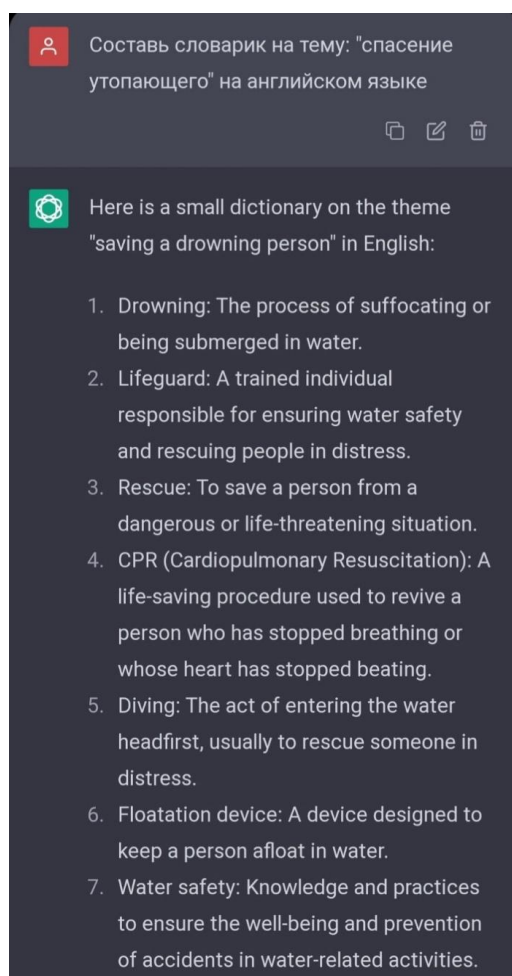 Составь словарик на тему: "спасение
утопающего" на английском языке
Here is a small dictionary on the theme
"saving a drowning person" in English:
1. Drowning: The process of suffocating or
being submerged in water.
2. Lifeguard: A trained individual
responsible for ensuring water safety
and rescuing people in distress.
3. Rescue: To save a person from a
dangerous or life-threatening situation.
4. CPR (Cardiopulmonary Resuscitation): A
life-saving procedure used to revive a
person who has stopped breathing or
whose heart has stopped beating.
5. Diving: The act of entering the water
headfirst, usually to rescue someone in
distress.
6. Floatation device: A device designed to
keep a person afloat in water.
7. Water safety: Knowledge and practices
to ensure the well-being and prevention
of accidents in water-related activities.